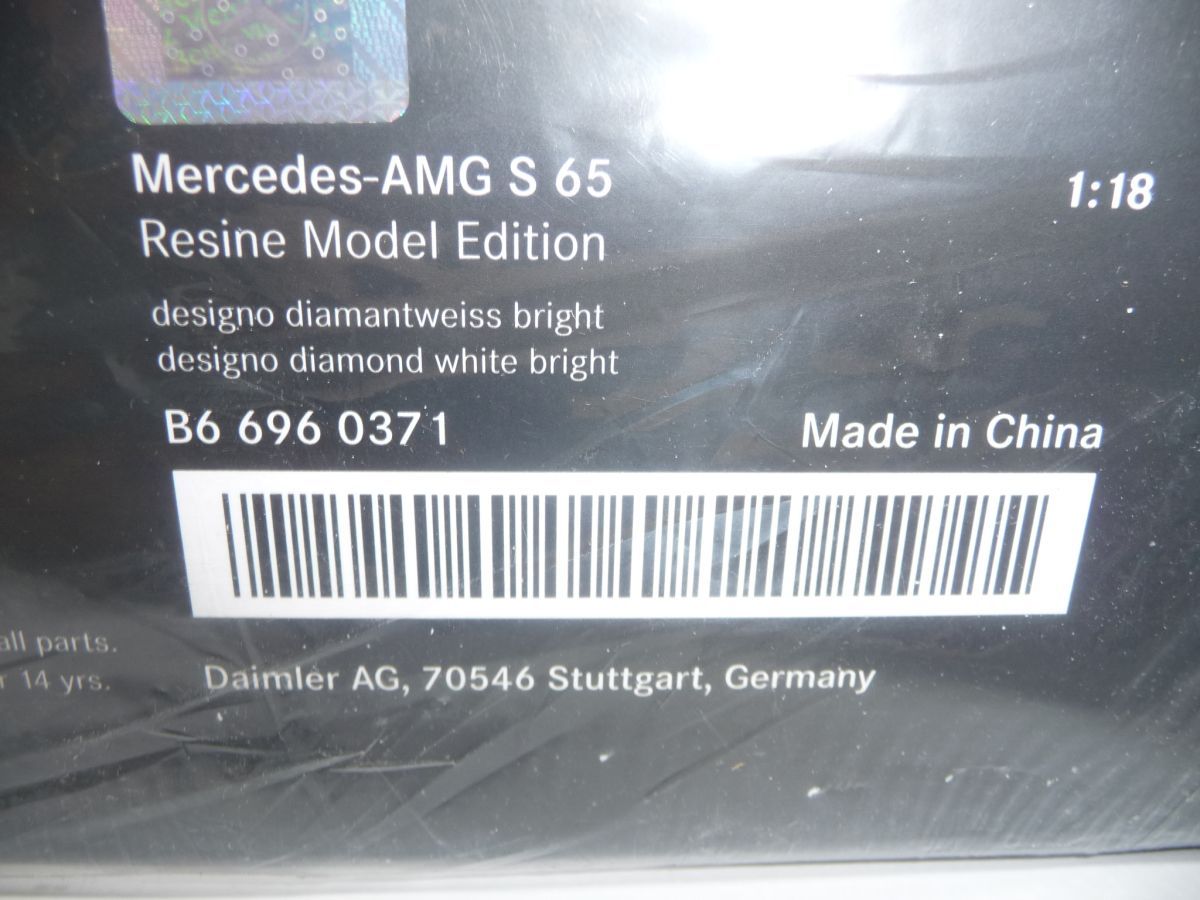 Mercedes-AMG S 65
1:18
Resine Model Edition
designo diamantweiss bright
designo diamond white bright
B6 696 0371
Made in China
all parts.
14 yrs.
Daimler AG, 70546 Stuttgart, Germany